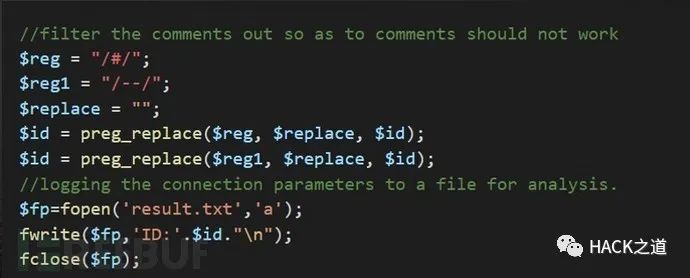 //filter the comments out so as to comments should not work
$reg = "/#/";
$reg1 = "/--/";
$replace = "";
$id = preg_replace($reg, $replace, $id);
$id = preg_replace($reg1, $replace, $id);
//logging the connection parameters to a file for analysis.
$fp=fopen('result.txt','a');
fwrite($fp,'ID:'.$id."\n");
fclose($fp);
HACK之道